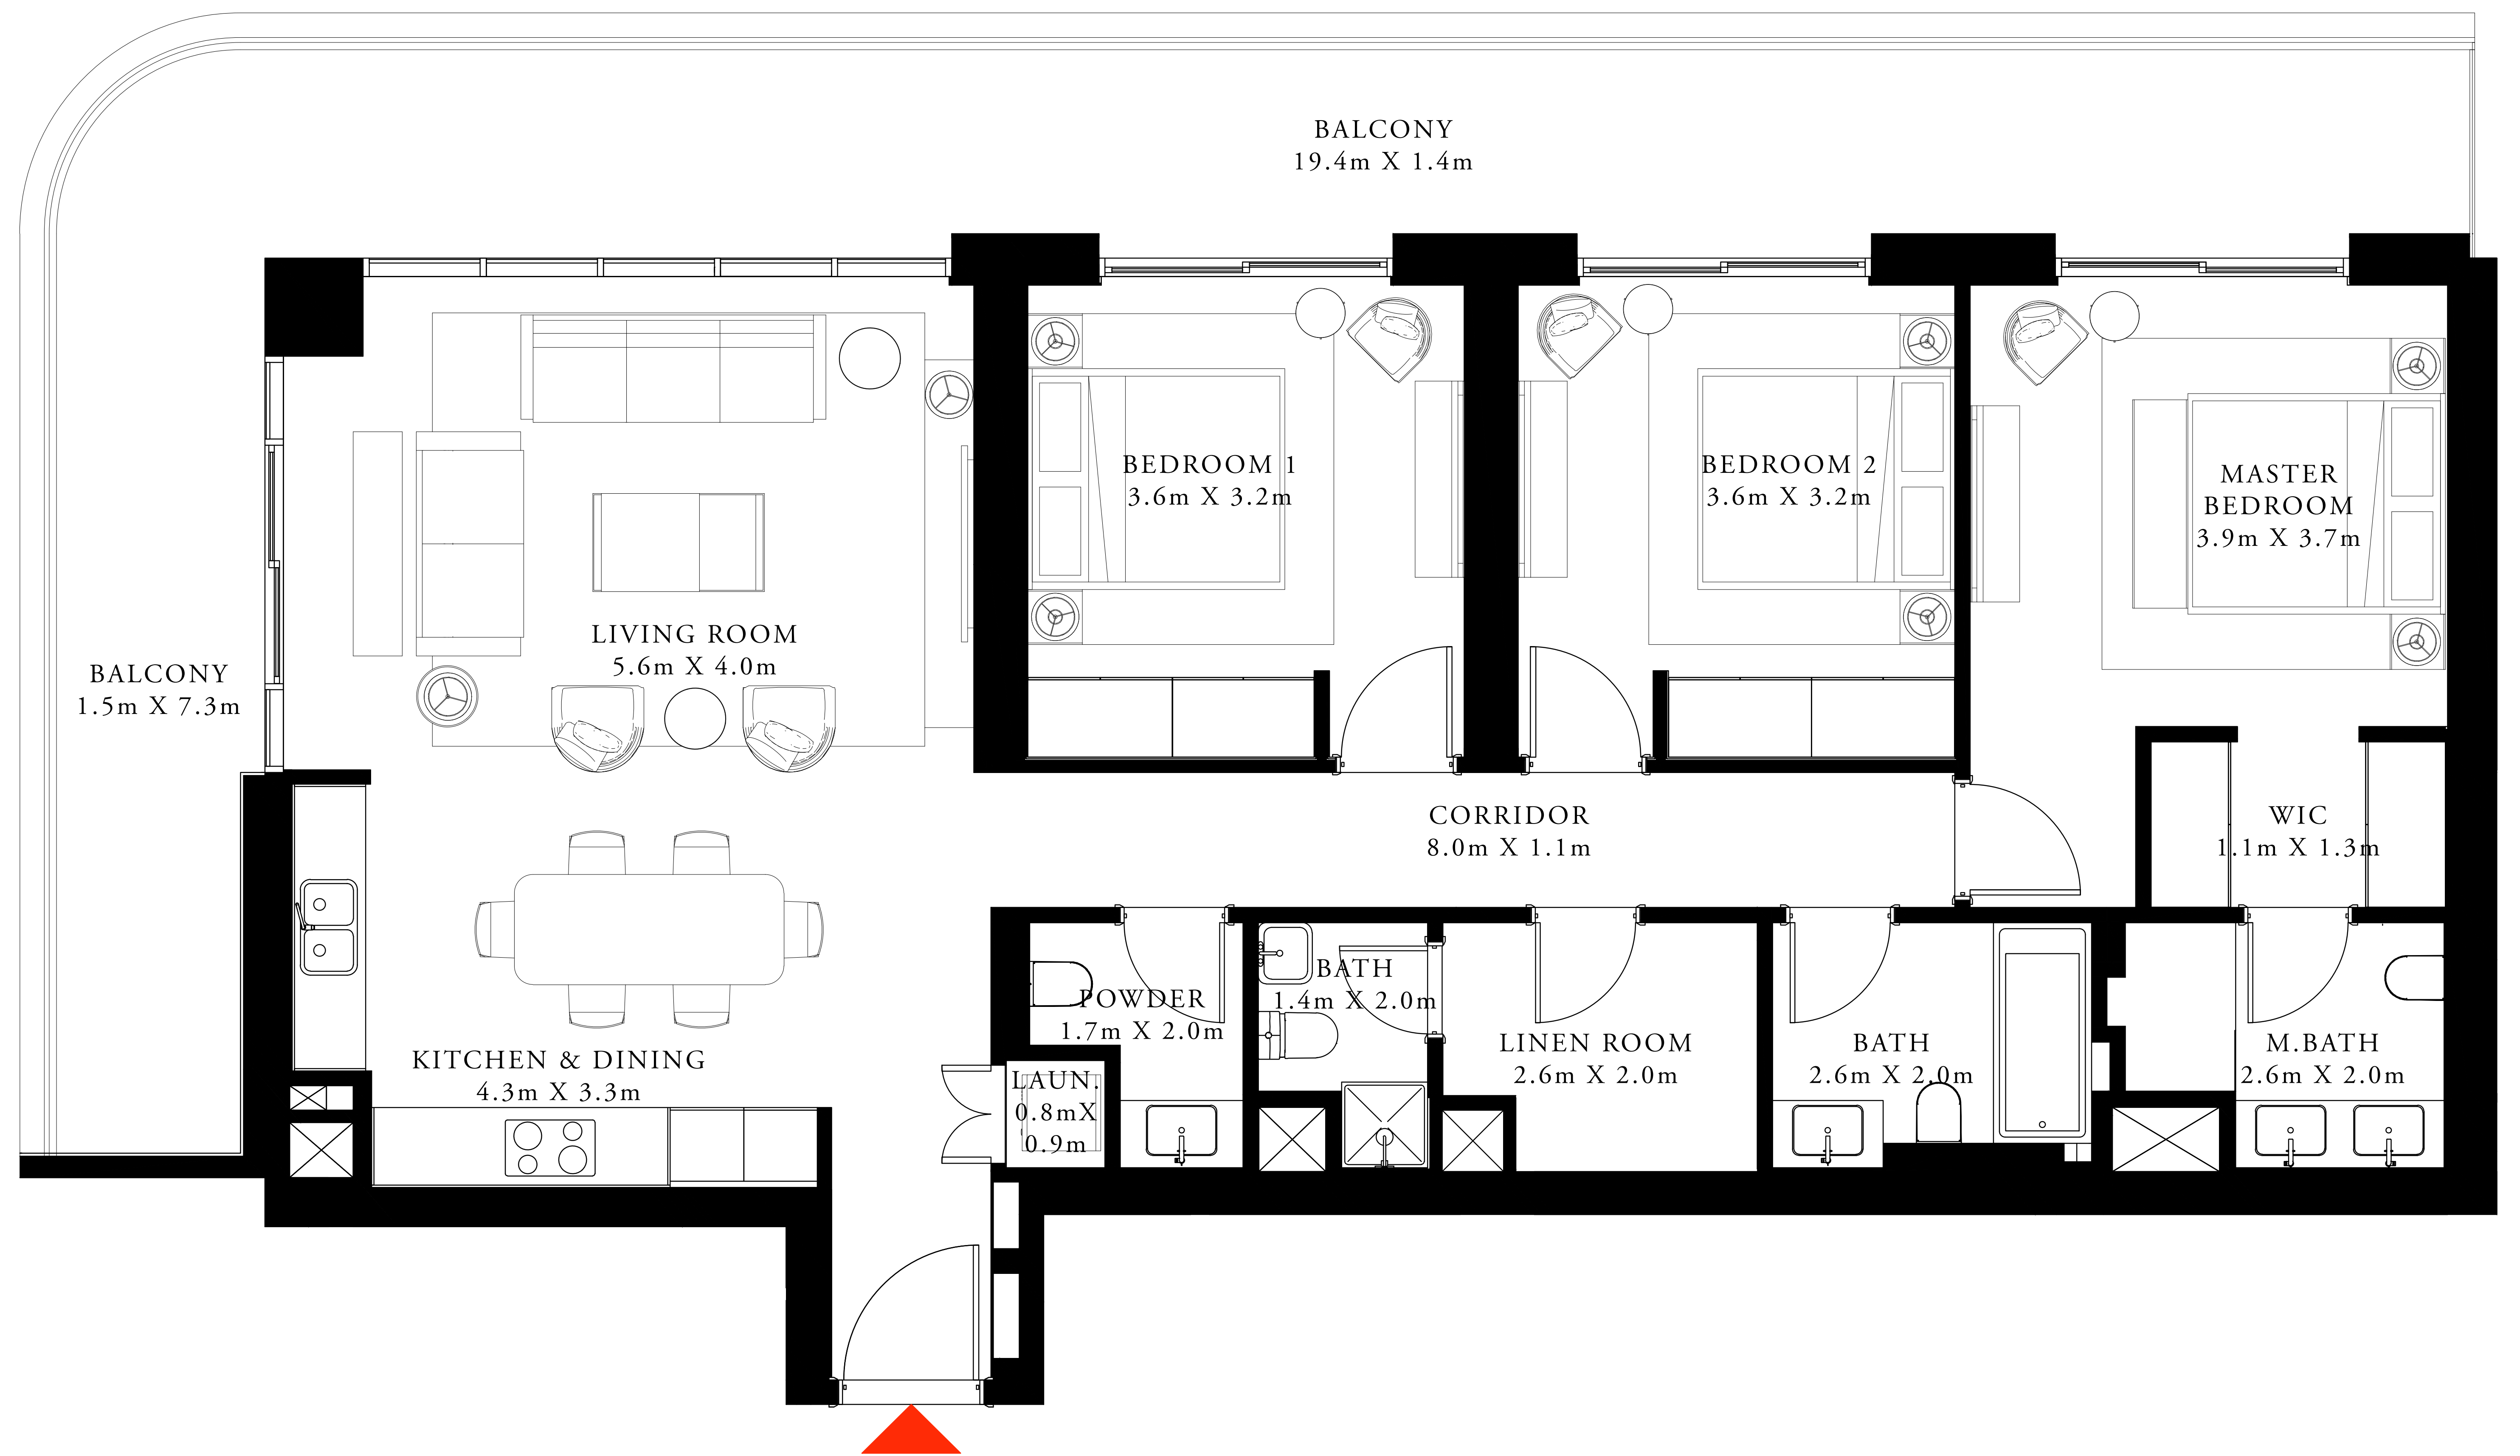 BALCONY
19.4m X 1.4m
BEDROOM 1
3.6m X 3.2m
BEDROOM 2
3.6m X 3.2m
MASTER
BEDROOM
3.9m X 3.7m
LIVING ROOM
5.6m X 4.0m
BALCONY
1.5m X 7.3m
CORRIDOR
8.0m X 1.1m
WIC
1.1m X 1.3m
KITCHEN & DINING
4.3m X 3.3m
POWDER
1.7m X 2.0m
BATH
1.4m X 2.0m
LINEN ROOM
2.6m X 2.0m
BATH
2.6m X 2.0m
M.BATH
2.6m X 2.0m
LAUN.
0.8mX
0.9m